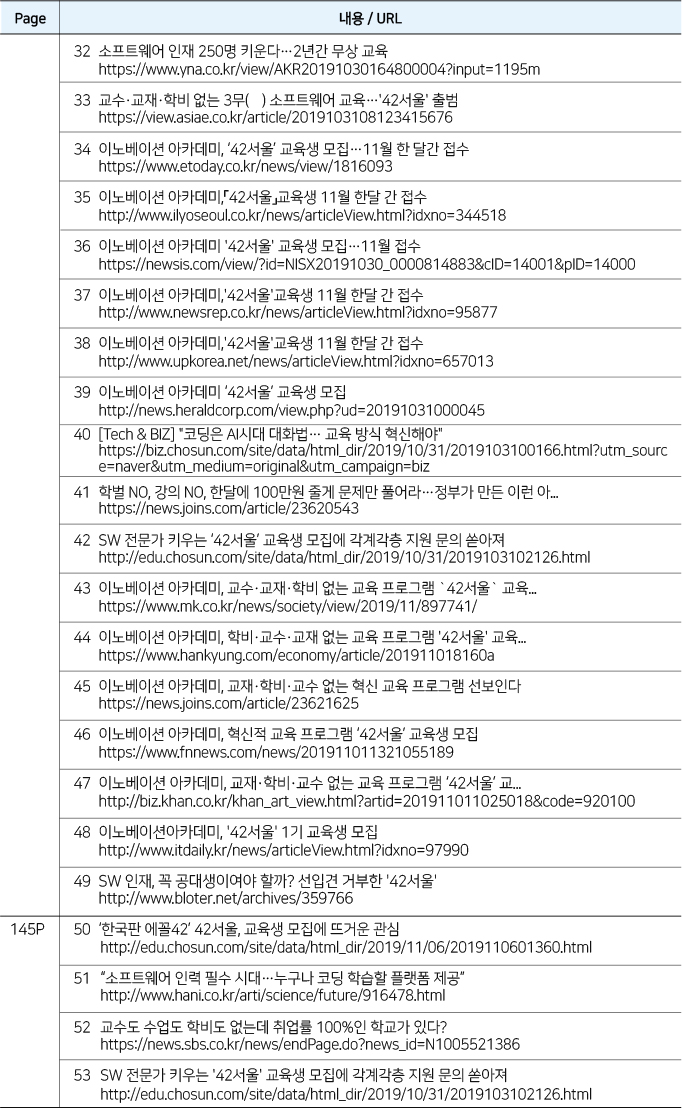 Page 내용 / URL
32 소프트웨어 인재 250명 키운다…2년간 무상 교육
https://www.yna.co.kr/view/AKR20191030164800004?input=1195m
33 교수·교재·학비 없는 3무( ) 소프트웨어 교육…'42서울' 출범
https://view.asiae.co.kr/article/2019103108123415676
34 이노베이션 아카데미, ‘42서울’ 교육생 모집…11월 한 달간 접수
https://www.etoday.co.kr/news/view/1816093
35 이노베이션 아카데미,「42서울」교육생 11월 한달 간 접수
http://www.ilyoseoul.co.kr/news/articleView.html?idxno=344518
36 이노베이션 아카데미 '42서울' 교육생 모집…11월 접수
https://newsis.com/view/?id=NISX20191030_0000814883&cID=14001&pID=14000
37 이노베이션 아카데미,'42서울'교육생 11월 한달 간 접수
http://www.newsrep.co.kr/news/articleView.html?idxno=95877
38 이노베이션 아카데미,'42서울'교육생 11월 한달 간 접수
http://www.upkorea.net/news/articleView.html?idxno=657013
39 이노베이션 아카데미 ‘42서울’ 교육생 모집
http://news.heraldcorp.com/view.php?ud=20191031000045
40 [Tech & BIZ] "코딩은 AI시대 대화법… 교육 방식 혁신해야"
https://biz.chosun.com/site/data/html_dir/2019/10/31/2019103100166.html?utm_sourc
e=naver&utm_medium=original&utm_campaign=biz
41 학벌 NO, 강의 NO, 한달에 100만원 줄게 문제만 풀어라…정부가 만든 이런 아...
https://news.joins.com/article/23620543
42 SW 전문가 키우는 ‘42서울’ 교육생 모집에 각계각층 지원 문의 쏟아져
http://edu.chosun.com/site/data/html_dir/2019/10/31/2019103102126.html
43 이노베이션 아카데미, 교수·교재·학비 없는 교육 프로그램 `42서울` 교육...
https://www.mk.co.kr/news/society/view/2019/11/897741/
44 이노베이션 아카데미, 학비·교수·교재 없는 교육 프로그램 '42서울' 교육...
https://www.hankyung.com/economy/article/201911018160a
45 이노베이션 아카데미, 교재·학비·교수 없는 혁신 교육 프로그램 선보인다
https://news.joins.com/article/23621625
46 이노베이션 아카데미, 혁신적 교육 프로그램 ‘42서울’ 교육생 모집
https://www.fnnews.com/news/201911011321055189
47 이노베이션 아카데미, 교재·학비·교수 없는 교육 프로그램 ‘42서울’ 교...
http://biz.khan.co.kr/khan_art_view.html?artid=201911011025018&code=920100
48 이노베이션아카데미, '42서울' 1기 교육생 모집
http://www.itdaily.kr/news/articleView.html?idxno=97990
49 SW 인재, 꼭 공대생이여야 할까? 선입견 거부한 '42서울'
http://www.bloter.net/archives/359766
145P 50 ‘한국판 에꼴42’ 42서울, 교육생 모집에 뜨거운 관심
http://edu.chosun.com/site/data/html_dir/2019/11/06/2019110601360.html
51 “소프트웨어 인력 필수 시대…누구나 코딩 학습할 플랫폼 제공”
http://www.hani.co.kr/arti/science/future/916478.html
52 교수도 수업도 학비도 없는데 취업률 100%인 학교가 있다?
https://news.sbs.co.kr/news/endPage.do?news_id=N1005521386
53 SW 전문가 키우는 '42서울' 교육생 모집에 각계각층 지원 문의 쏟아져
http://edu.chosun.com/site/data/html_dir/2019/10/31/2019103102126.html